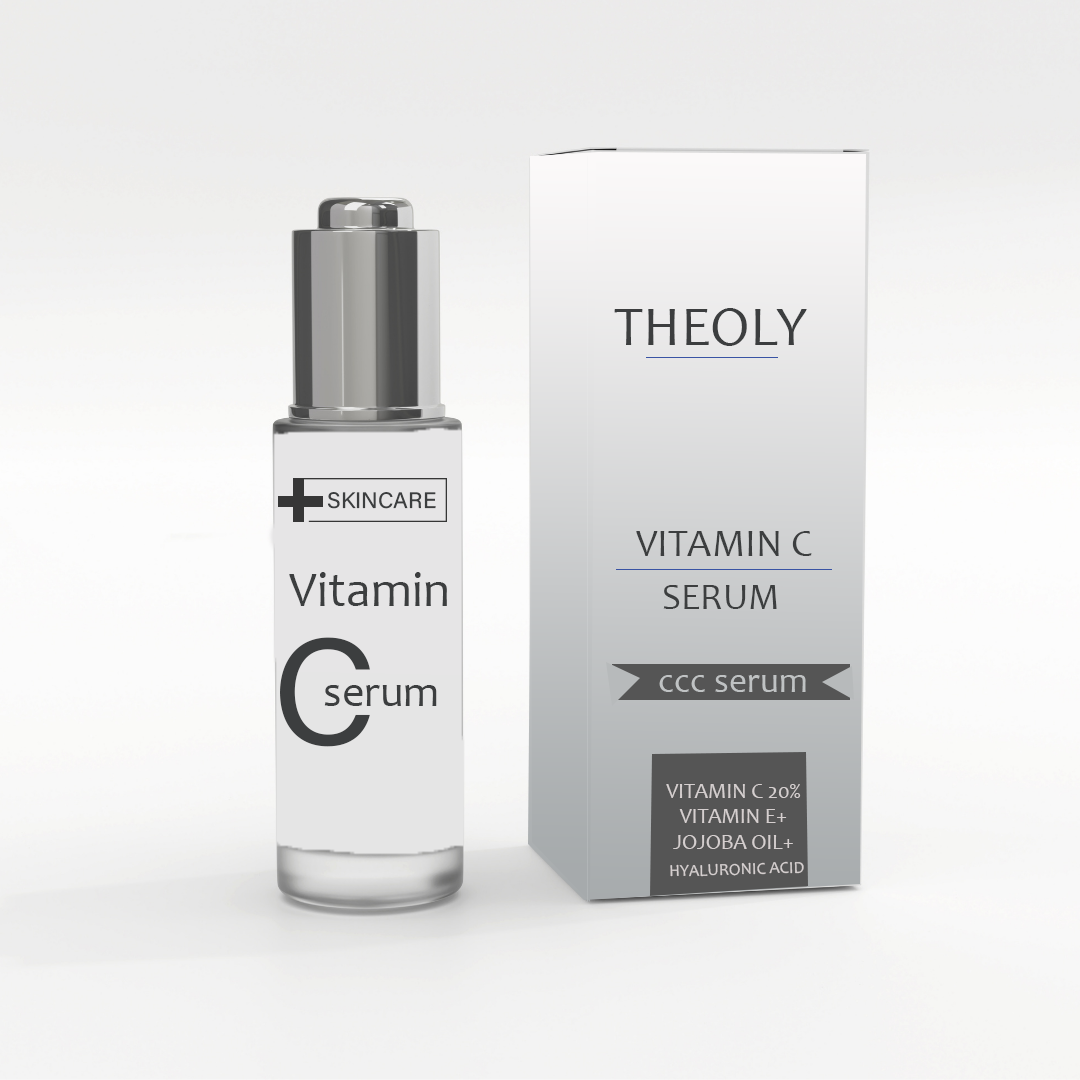 SKINCARE
Vitamin
C serum
THEOLY
VITAMIN C
SERUM
ccc serum
VITAMIN C 20%
VITAMIN E+
JOJOBA OIL+
HYALURONIC ACID